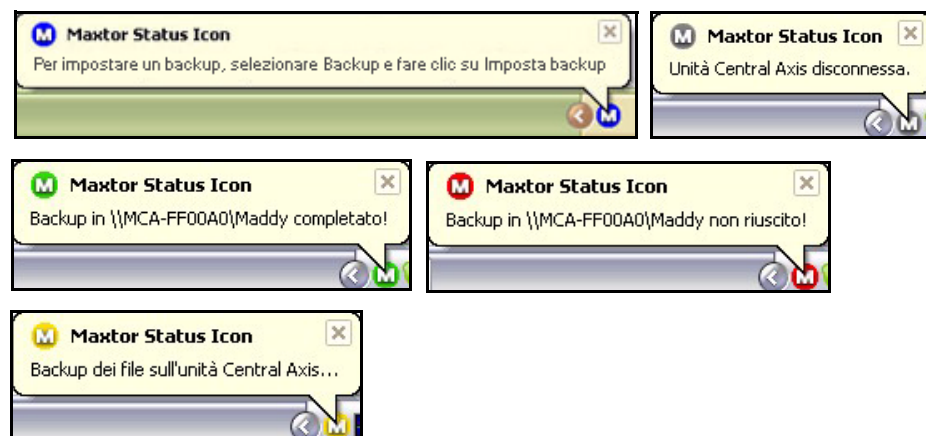 M Maxtor Status Icon
Per impostare un backup, selezionare Backup e fare clic su Imposta backup
M
M Maxtor Status Icon
Unità Central Axis disconnessa.
M
M Maxtor Status Icon
Backup in \\MCA-FF00A0\Maddy completato!
M
M Maxtor Status Icon
Backup in \\MCA-FF00A0\Maddy non riuscito!
M
M Maxtor Status Icon
Backup dei file sull'unità Central Axis...
M